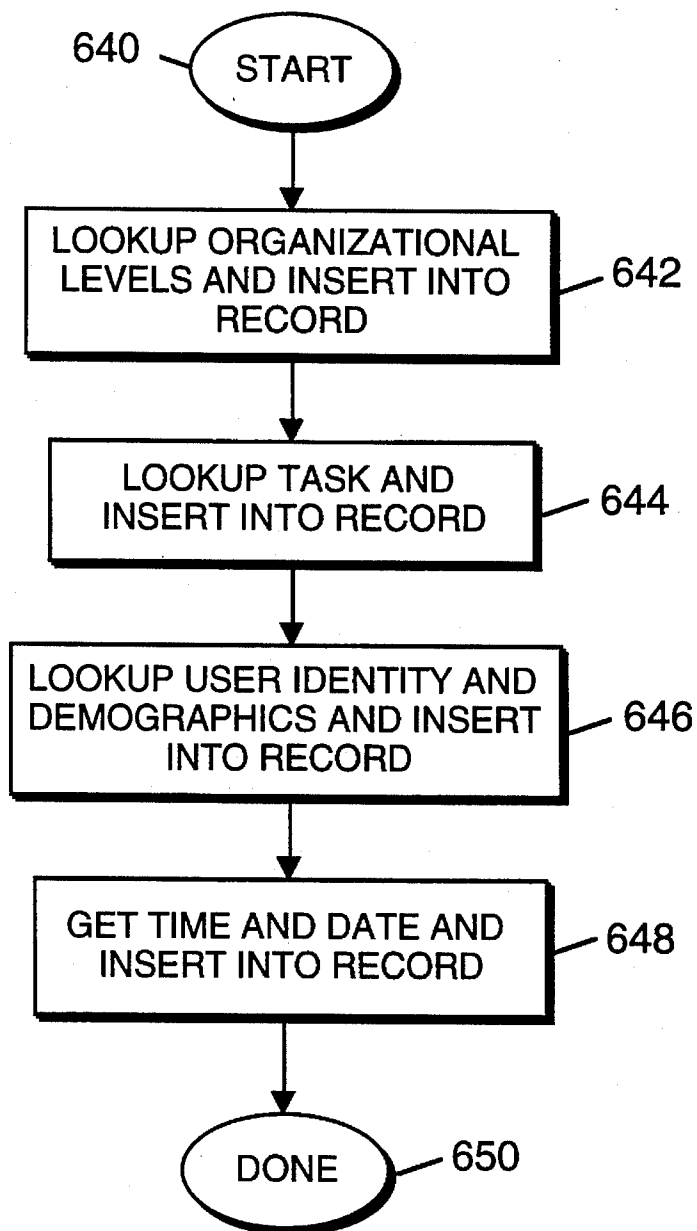 640
START
LOOKUP ORGANIZATIONAL
LEVELS AND INSERT INTO
RECORD
642
LOOKUP TASK AND
INSERT INTO RECORD
644
LOOKUP USER IDENTITY AND
DEMOGRAPHICS AND INSERT
INTO RECORD
646
GET TIME AND DATE AND
INSERT INTO RECORD
648
DONE
650